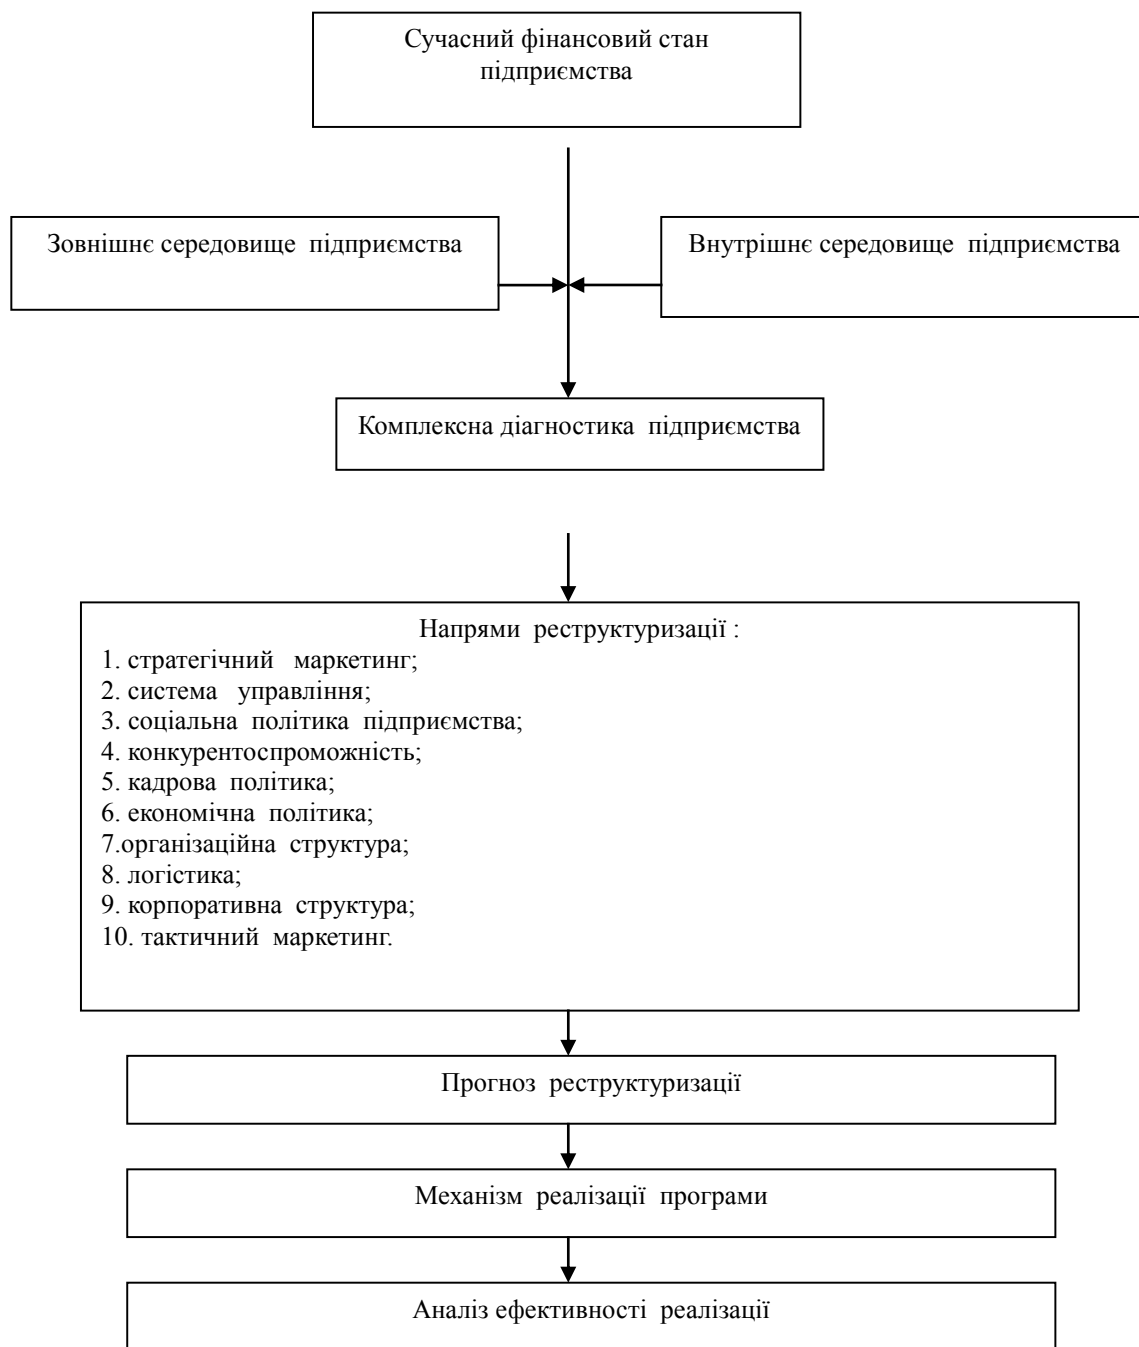 Сучасний фінансовий стан
підприємства
Зовнішнє середовище підприємства
Внутрішнє середовище підприємства
Комплексна діагностика підприємства
Напрями реструктуризації :
1. стратегічний маркетинг;
2. система управління;
3. соціальна політика підприємства;
4. конкурентоспроможність;
5. кадрова політика;
6. економічна політика;
7.організаційна структура;
8. логістика;
9. корпоративна структура;
10. тактичний маркетинг.
Прогноз реструктуризації
Механізм реалізації програми
Аналіз ефективності реалізації